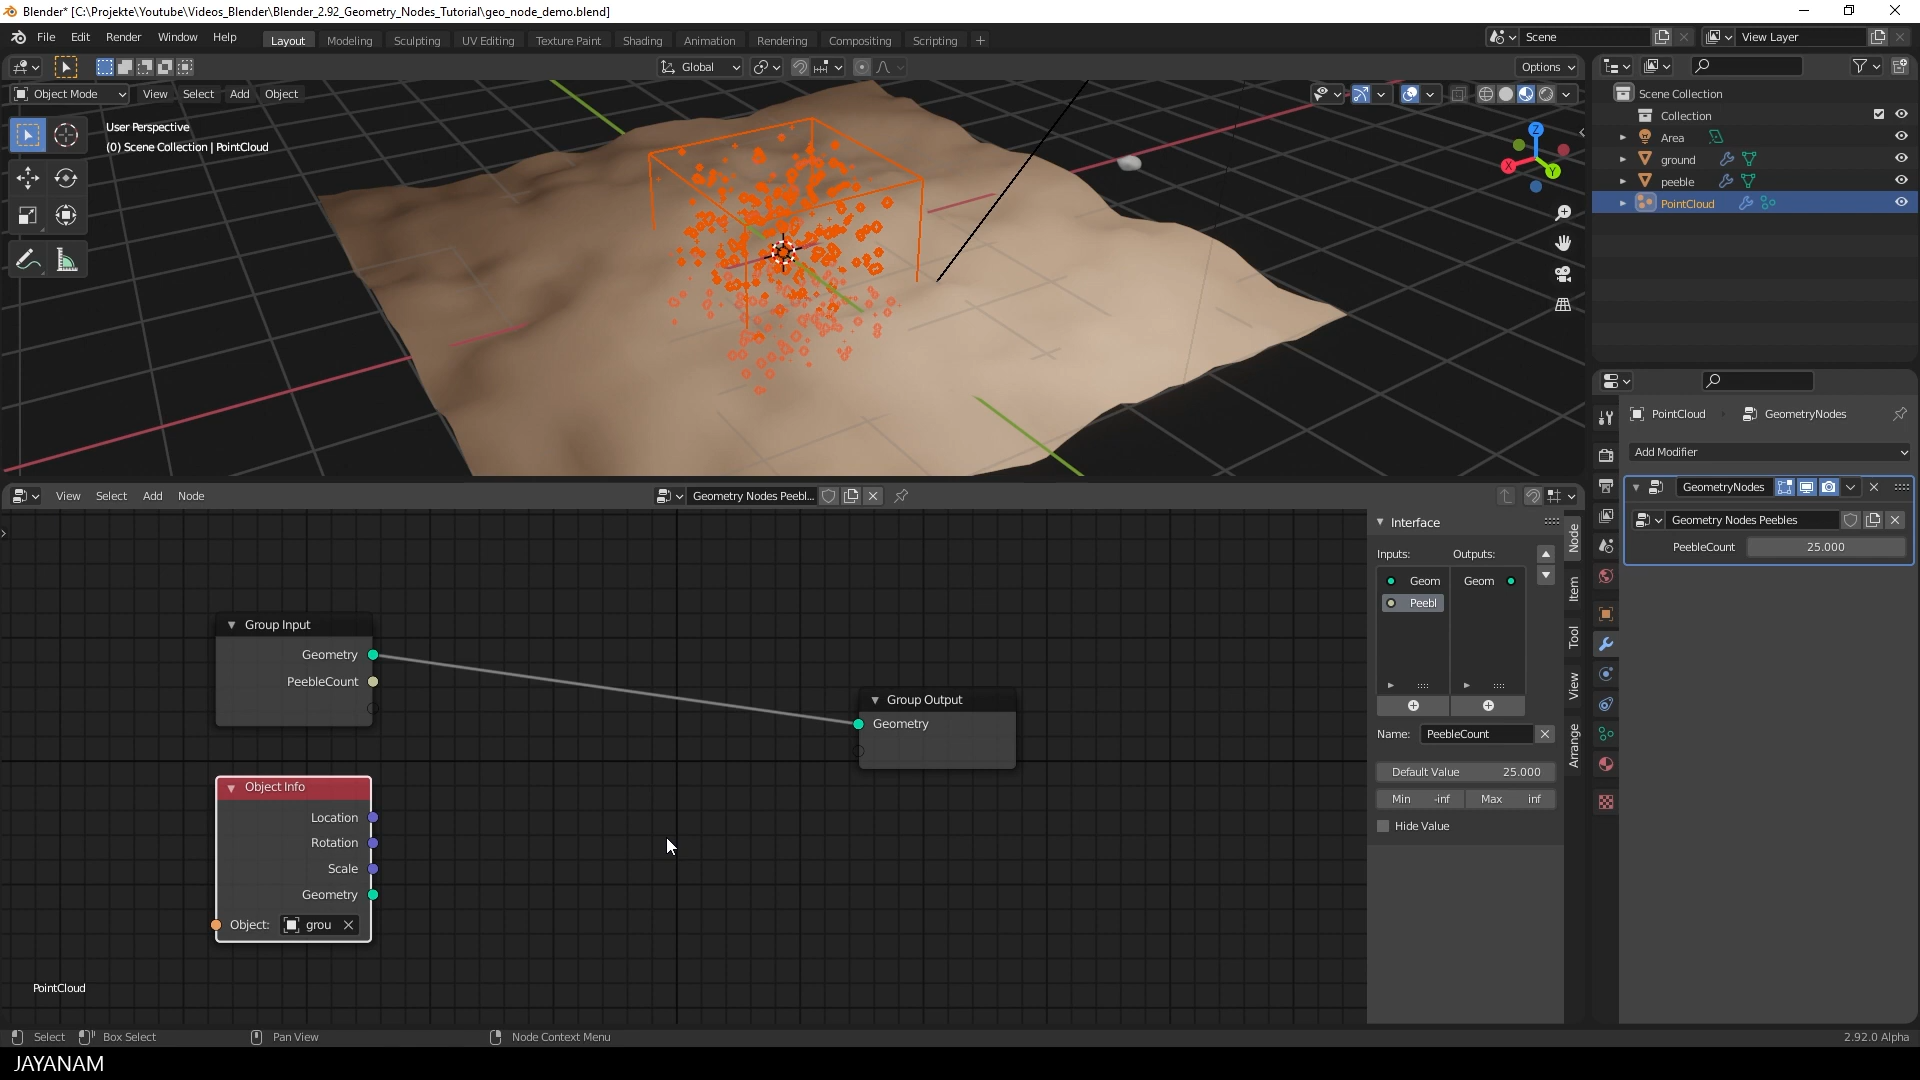 Blender* [C:\Projekte\Youtube\Videos_Blender\Blender_2.92_Geometry_Nodes_Tutorial\geo_node_demo.blend]
File Edit Render Window Help Layout Modeling Sculpting UV Editing Texture Paint Shading Animation Rendering Compositing Scripting + Scene View Layer
Global Options
Object Mode View Select Add Object
User Perspective
(0) Scene Collection | PointCloud
Z
X
Y
Scene Collection
Collection
Area
ground
peeble
PointCloud
PointCloud GeometryNodes
Add Modifier
GeometryNodes
Geometry Nodes Peebles
PeebleCount 25.000
View Select Add Node Geometry Nodes Peebl...
Group Input
Geometry
PeebleCount
Group Output
Geometry
Object Info
Location
Rotation
Scale
Geometry
Object: grou
PointCloud
Interface
Inputs: Outputs:
Geom Geom
Peebl
Name: PeebleCount
Default Value 25.000
Min -inf Max inf
Hide Value
Node
Item
Tool
View
Arrange
Select Box Select Pan View Node Context Menu 2.92.0 Alpha
JAYANAM